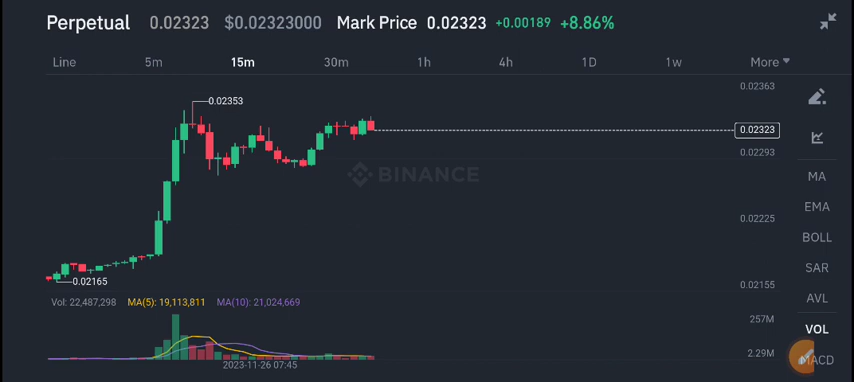 Perpetual 0.02323 $0.02323000 Mark Price 0.02323 +0.00189 +8.86%
Line 5m 15m 30m 1h 4h 1D 1w More
0.02363
0.02353
0.02323
0.02293
BINANCE
MA
EMA
0.02225
BOLL
SAR
0.02165
0.02155
AVL
Vol: 22,487,298 MA(5): 19,113,811 MA(10): 21,024,669
257M
VOL
2.29M
MACD
2023-11-26 07:45